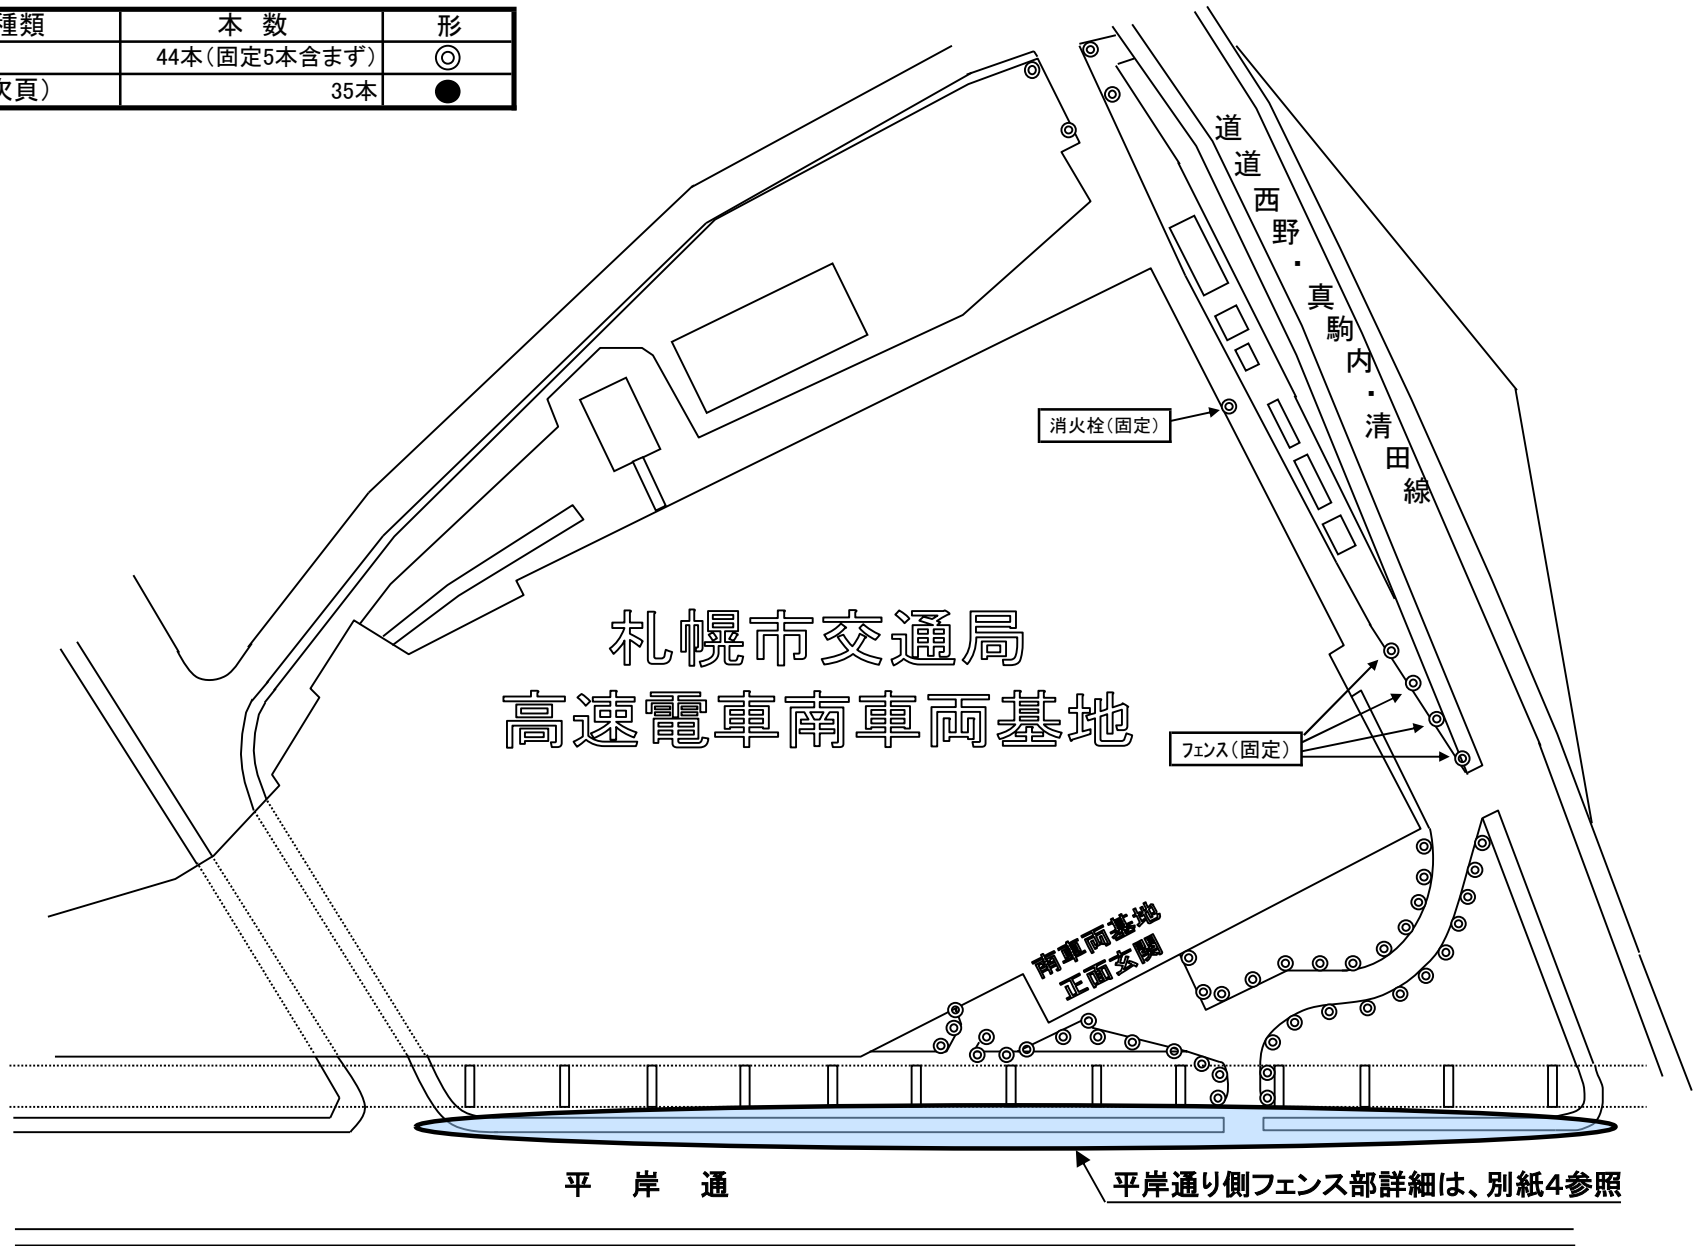 種類 本 数 形
44本(固定5本含まず) ◎
次頁) 35本 ●
道道西野・真駒内・清田線
消火栓(固定)
札幌市交通局
高速電車南車両基地
フェンス(固定)
南車両基地
正面玄関
平 岸 通
平岸通り側フェンス部詳細は、別紙4参照